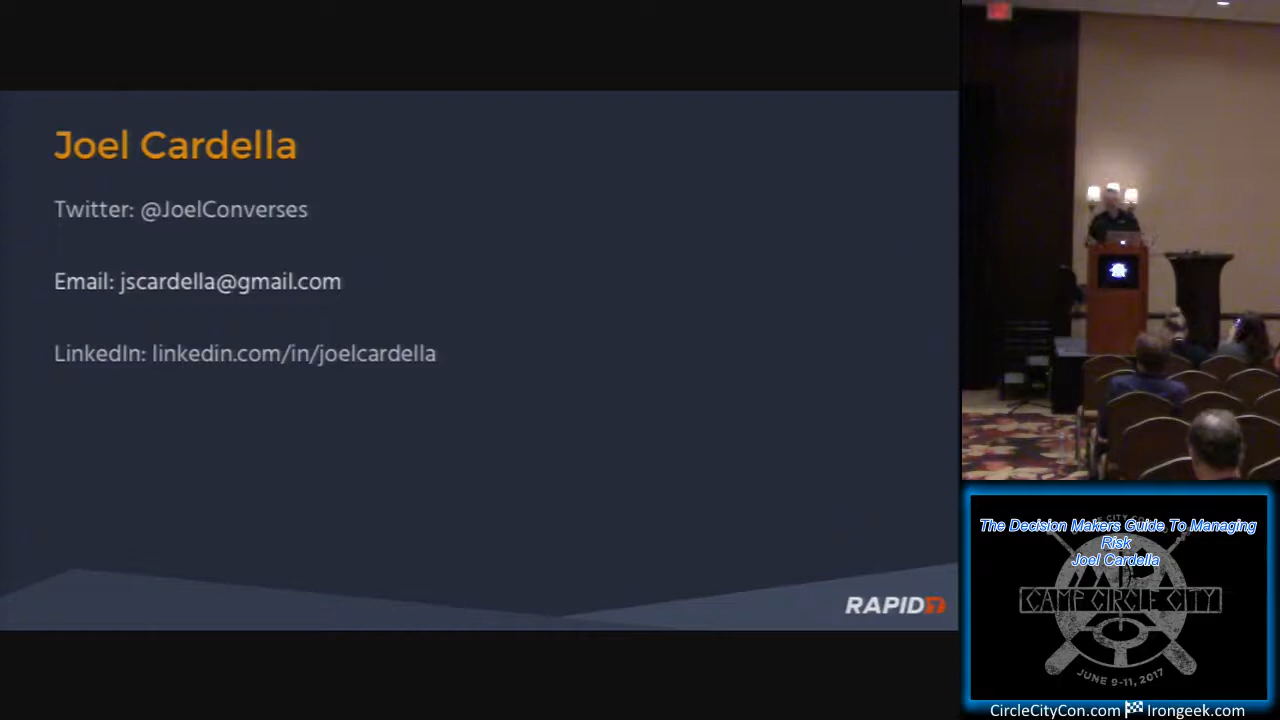 Joel Cardella
Twitter: @JoelConverses
Email: jscardella@gmail.com
LinkedIn: linkedin.com/in/joelcardella
RAPID7
The Decision Makers Guide To Managing
Risk
Joel Cardella
CAMP CIRCLE CITY
JUNE 9-11, 2017
CircleCityCon.com Irongeek.com